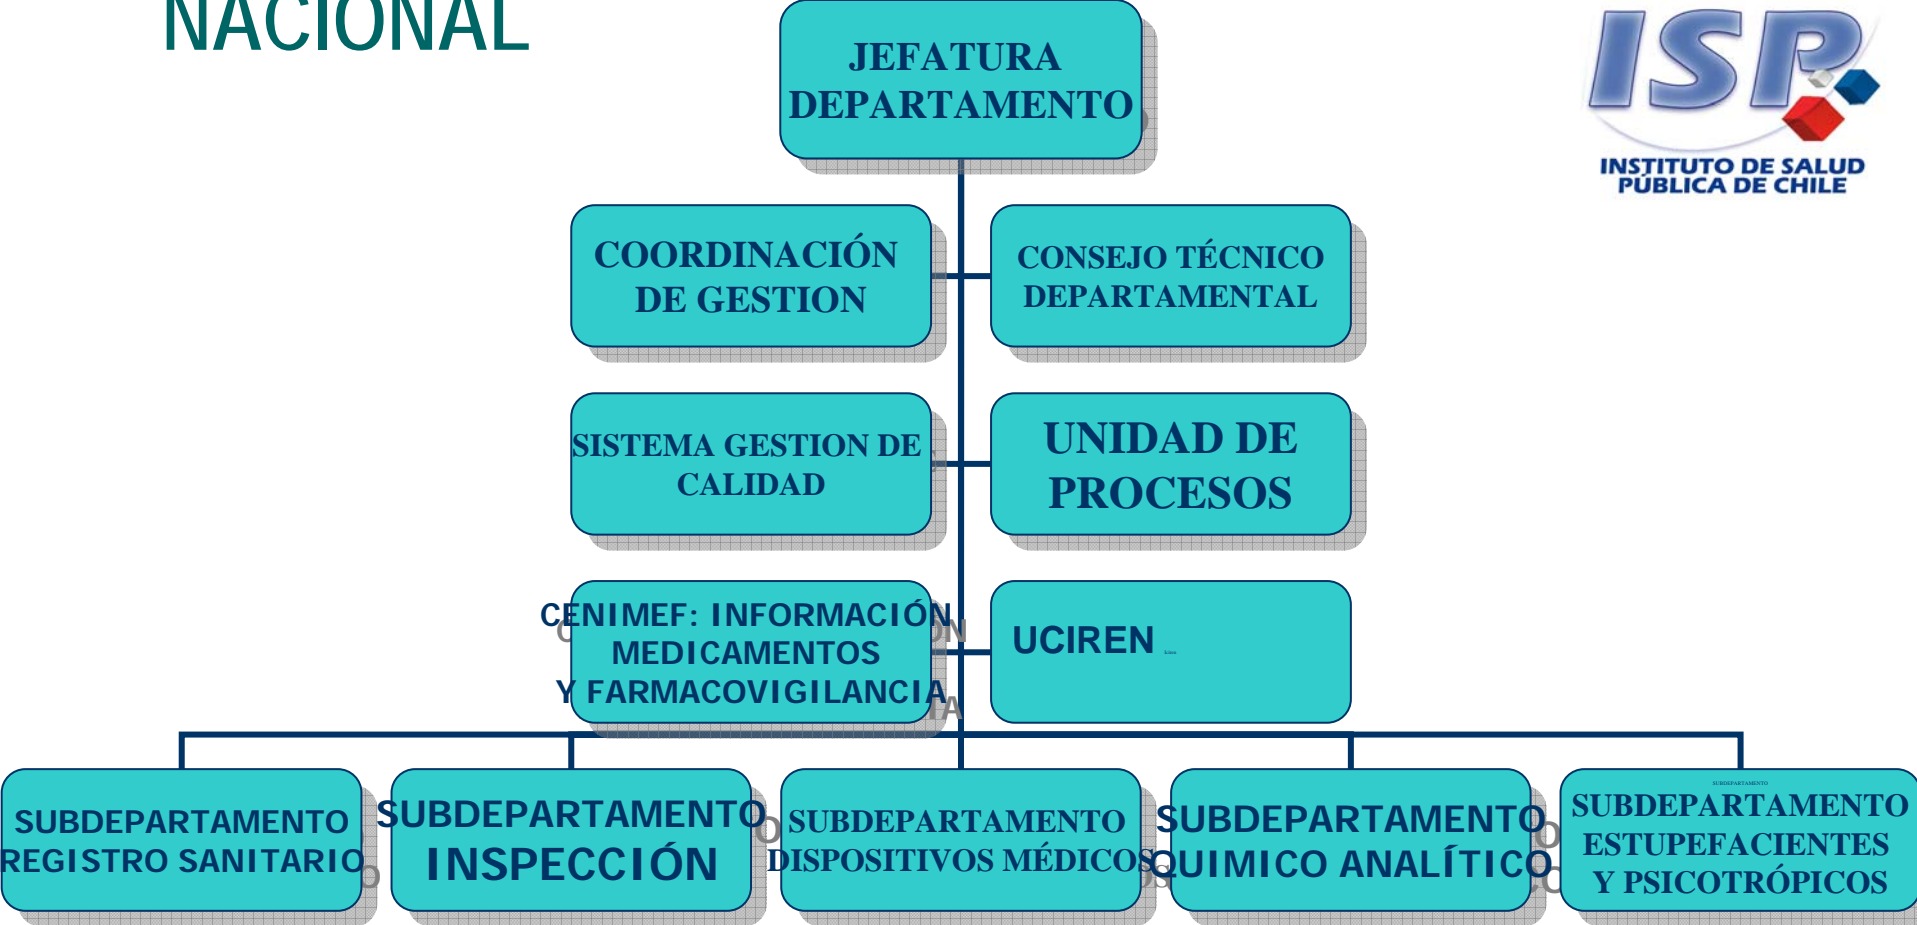 NACIONAL
JEFATURA
DEPARTAMENTO
ISP
INSTITUTO DE SALUD
PÚBLICA DE CHILE
COORDINACIÓN
DE GESTION
CONSEJO TÉCNICO
DEPARTAMENTAL
SISTEMA GESTION DE
CALIDAD
UNIDAD DE
PROCESOS
CENIMEF: INFORMACIÓN
MEDICAMENTOS
Y FARMACOVIGILANCIA
UCIREN
SUBDEPARTAMENTO
REGISTRO SANITARIO
SUBDEPARTAMENTO
INSPECCIÓN
SUBDEPARTAMENTO
DISPOSITIVOS MÉDICOS
SUBDEPARTAMENTO
QUIMICO ANALÍTICO
SUBDEPARTAMENTO
SUBDEPARTAMENTO
ESTUPEFACIENTES
Y PSICOTRÓPICOS